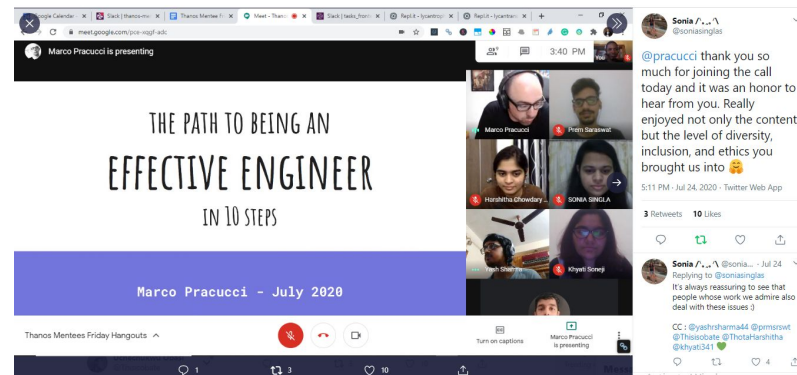 Google Calendar
Slack | thanos-me
Thanos Mentee F
Meet - Thano
Slack | tasks_from
Repl.it - lycantrop
Repl.it - lycantran
meet.google.com/pce-xqgf-adc
Marco Pracucci is presenting
3:40 PM
You
THE PATH TO BEING AN
EFFECTIVE ENGINEER
IN 10 STEPS
Marco Pracucci - July 2020
Marco Pracucci
Prem Saraswat
Harshitha Chowdary ...
SONIA SINGLA
Yash Sharma
Khyati Soneji
Thanos Mentees Friday Hangouts
Turn on captions
Marco Pracucci
is presenting
1
3
10
Sonia
@soniasinglas
@pracucci thank you so
much for joining the call
today and it was an honor to
hear from you. Really
enjoyed not only the content
but the level of diversity,
inclusion, and ethics you
brought us into 🤗
5:11 PM · Jul 24, 2020 · Twitter Web App
3 Retweets 10 Likes
Sonia @sonia... · Jul 24
Replying to @soniasinglas
It's always reassuring to see that
people whose work we admire also
deal with these issues :)
CC : @yashrsharma44 @prmsrswt
@Thisisobate @ThotaHarshitha
@khyati341 💚
4